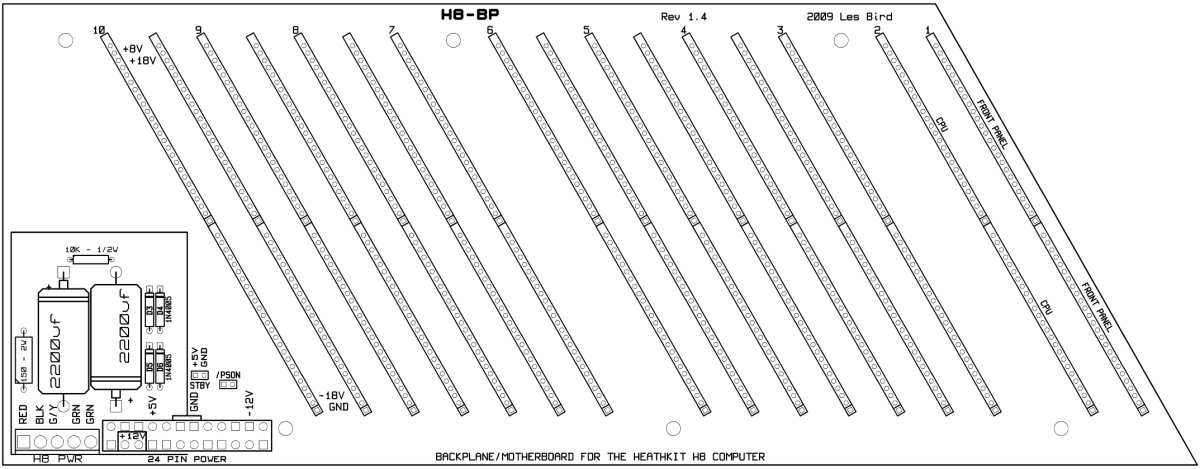 H8-BP
Rev 1.4
2009 Les Bird
10 9 8 7 6 5 4 3 2 1
+8V
+18V
CPU
FRONT PANEL
CPU
FRONT PANEL
10K - 1/2W
+
2200uf
2200uf
+
D3
D4
1N4005
D5
D6
1N4005
150 - 2W
+5V
GND
STBY
/PSON
-18V
GND
RED
BLK
G/Y
GRN
GRN
+5V
GND
-12V
+12V
H8 PWR
24 PIN POWER
BACKPLANE/MOTHERBOARD FOR THE HEATHKIT H8 COMPUTER